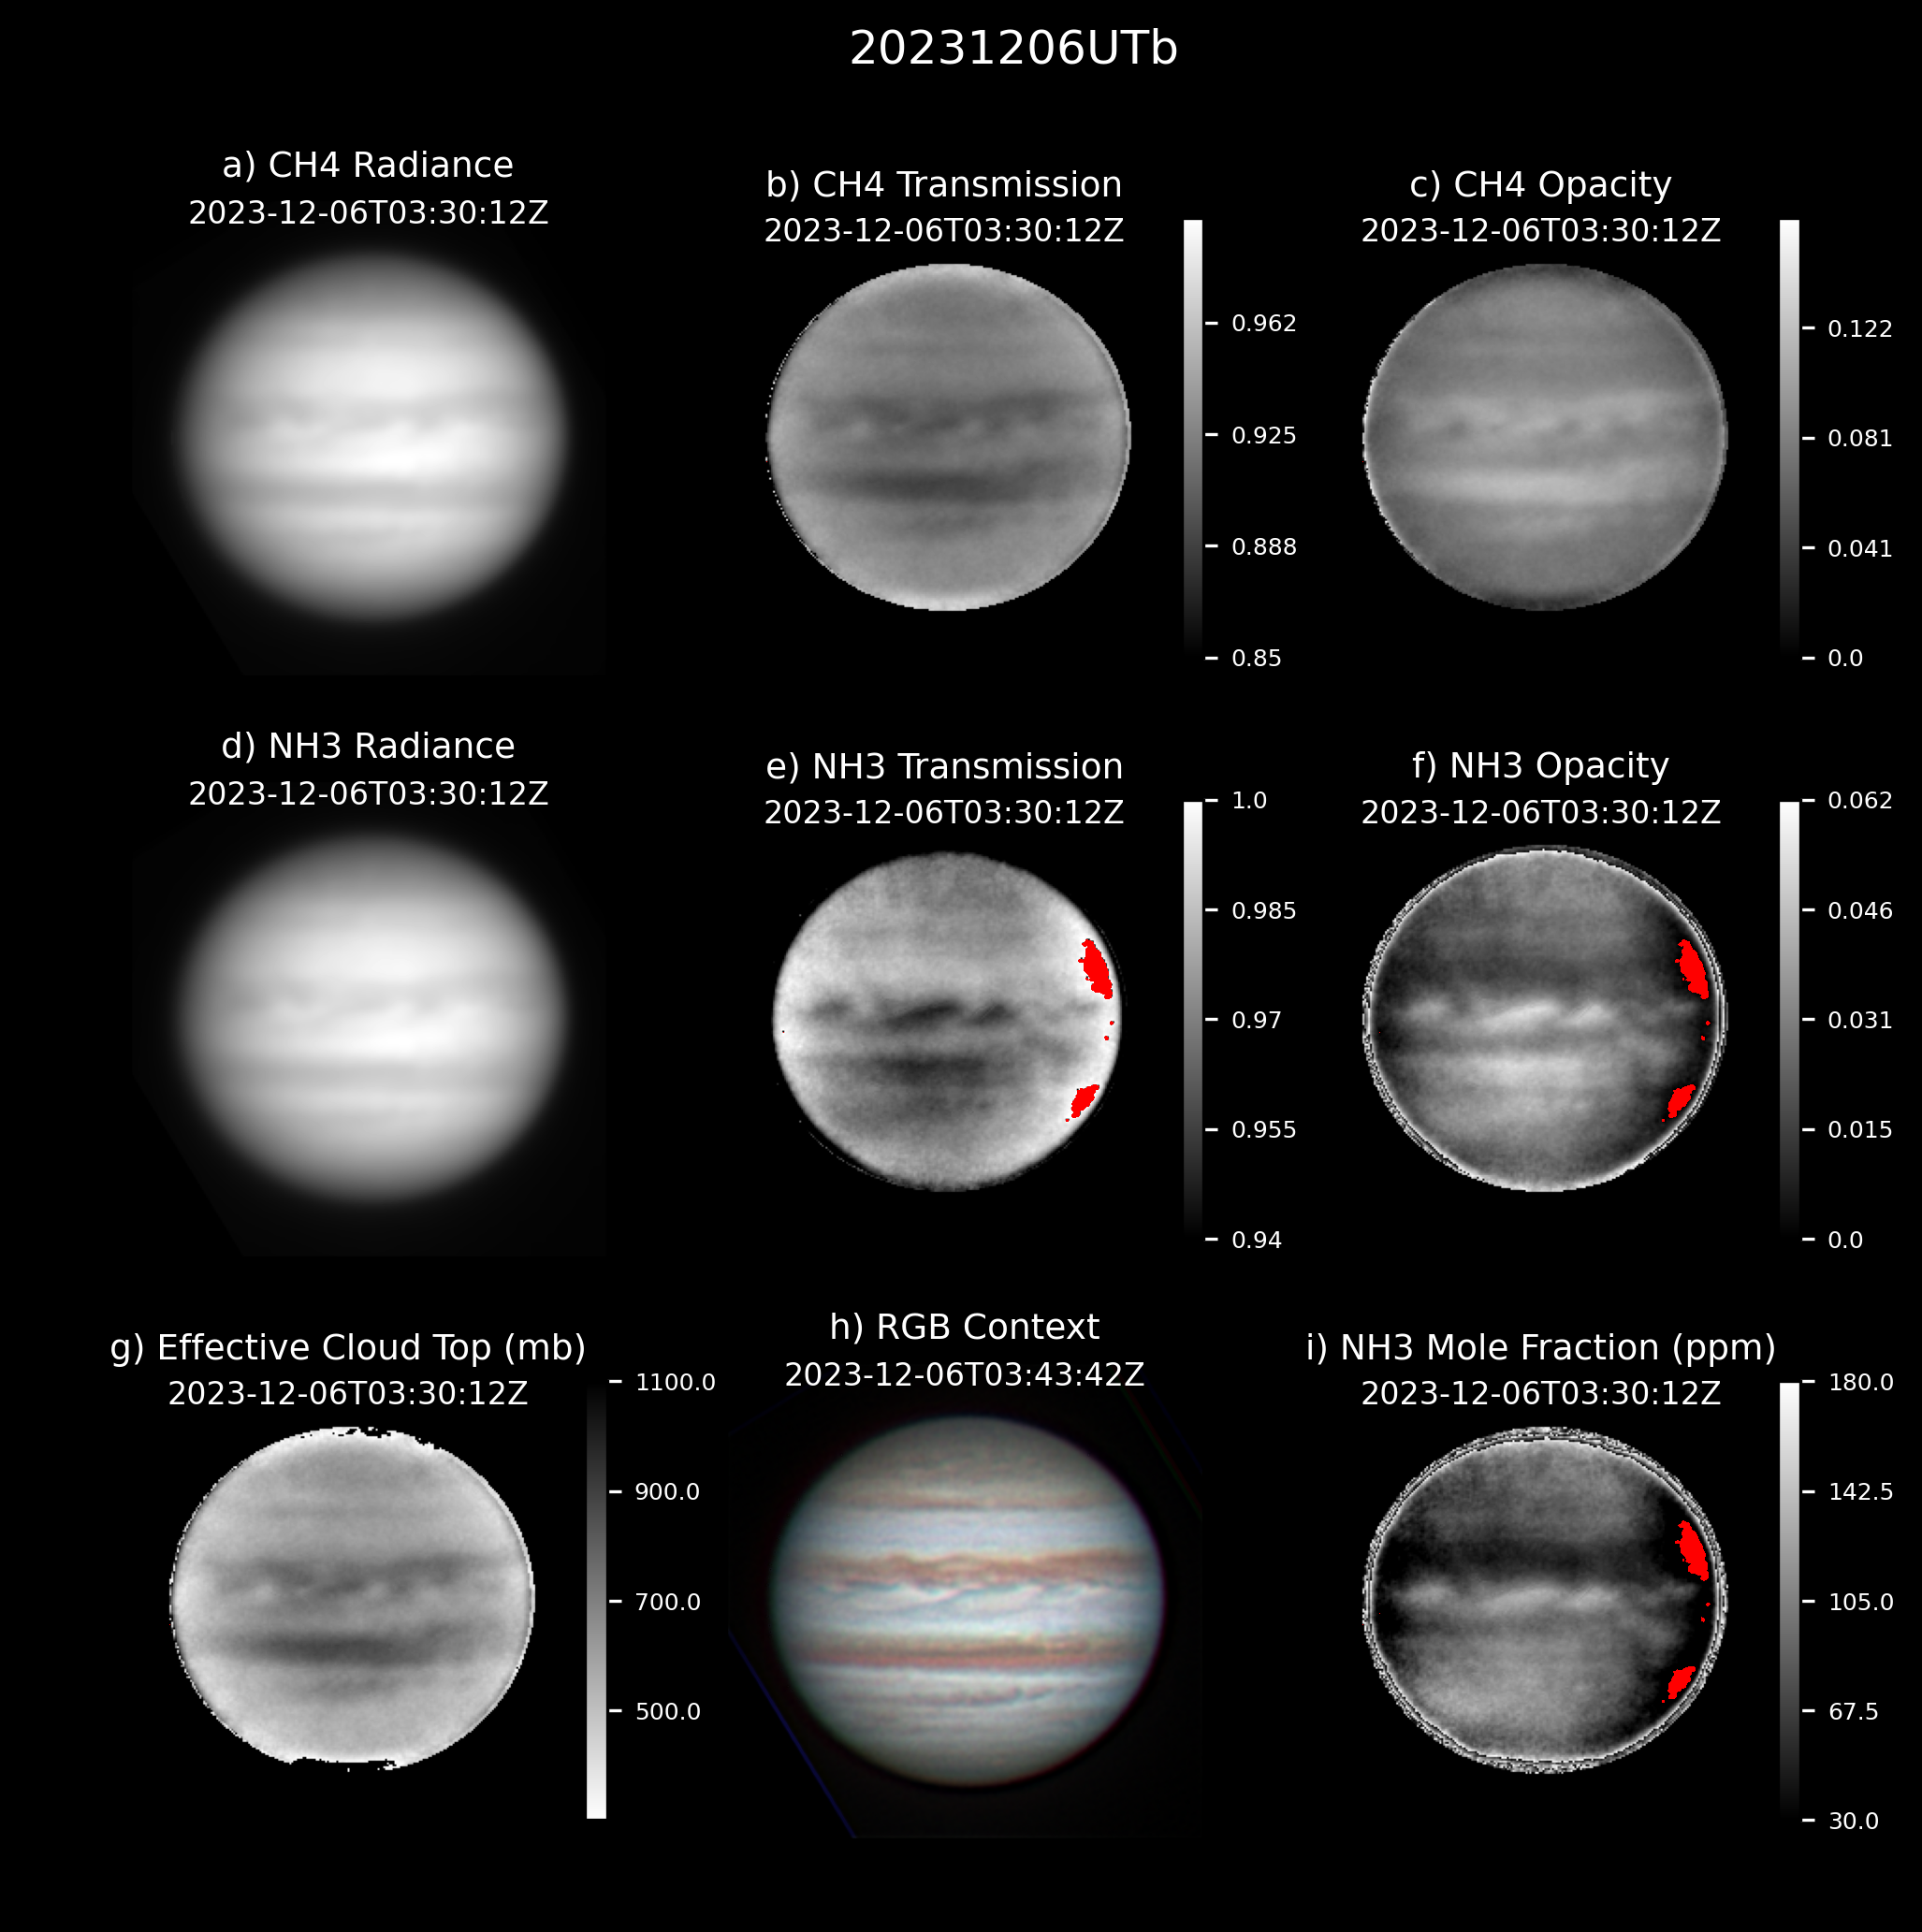 20231206UTb
a) CH4 Radiance
2023-12-06T03:30:12Z
b) CH4 Transmission
2023-12-06T03:30:12Z
0.962
0.925
0.888
0.85
c) CH4 Opacity
2023-12-06T03:30:12Z
0.122
0.081
0.041
0.0
d) NH3 Radiance
2023-12-06T03:30:12Z
e) NH3 Transmission
2023-12-06T03:30:12Z
1.0
0.985
0.97
0.955
0.94
f) NH3 Opacity
2023-12-06T03:30:12Z
0.062
0.046
0.031
0.015
0.0
g) Effective Cloud Top (mb)
2023-12-06T03:30:12Z
1100.0
900.0
700.0
500.0
h) RGB Context
2023-12-06T03:43:42Z
i) NH3 Mole Fraction (ppm)
2023-12-06T03:30:12Z
180.0
142.5
105.0
67.5
30.0